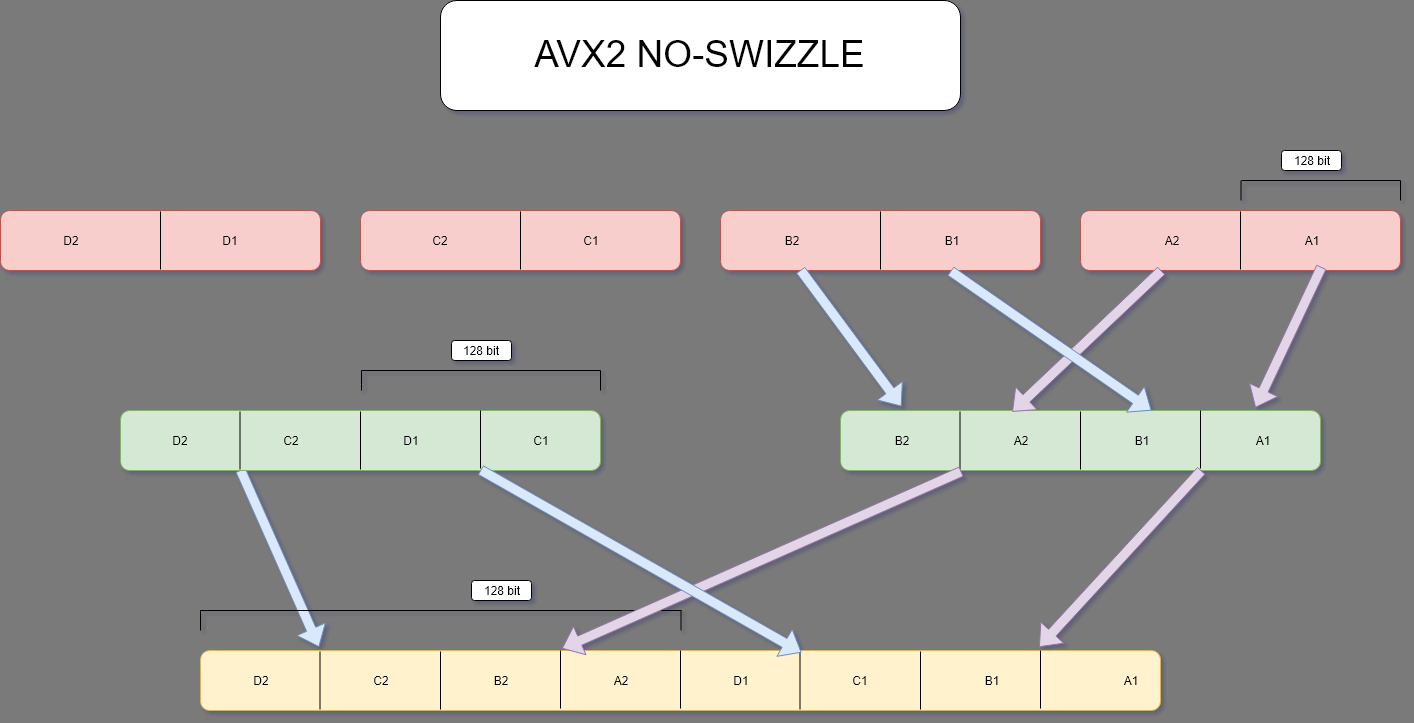 AVX2 NO-SWIZZLE
128 bit
D2 D1 C2 C1 B2 B1 A2 A1
128 bit
D2 C2 D1 C1 B2 A2 B1 A1
128 bit
D2 C2 B2 A2 D1 C1 B1 A1